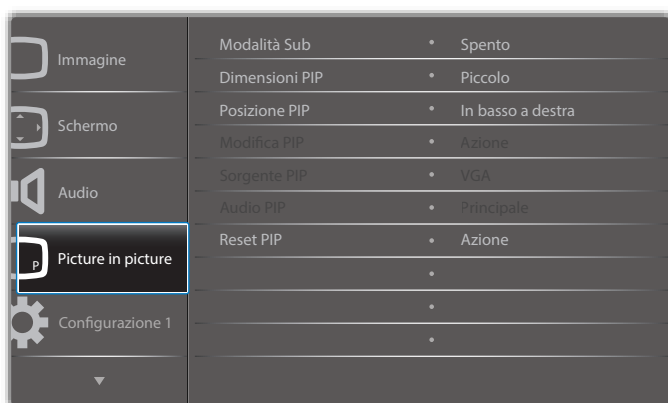 Immagine
Schermo
Audio
P
Picture in picture
Configurazione 1
Modalità Sub • Spento
Dimensioni PIP • Piccolo
Posizione PIP • In basso a destra
Modifica PIP • Azione
Sorgente PIP • VGA
Audio PIP • Principale
Reset PIP • Azione